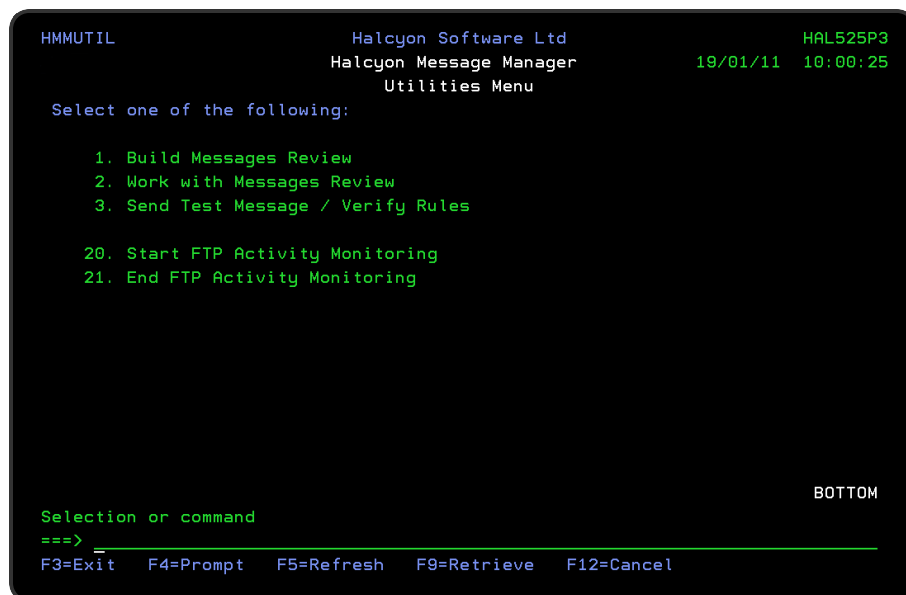 HMMUTIL Halcyon Software Ltd HAL525P3
Halcyon Message Manager 19/01/11 10:00:25
Utilities Menu
Select one of the following:
1. Build Messages Review
2. Work with Messages Review
3. Send Test Message / Verify Rules
20. Start FTP Activity Monitoring
21. End FTP Activity Monitoring
BOTTOM
Selection or command
===>
F3=Exit F4=Prompt F5=Refresh F9=Retrieve F12=Cancel